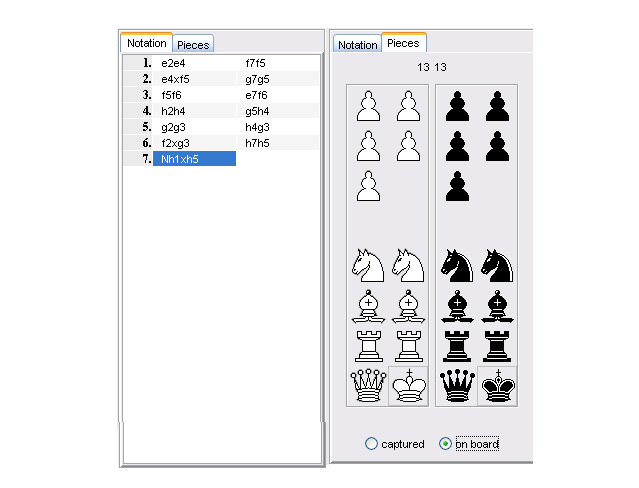 Notation Pieces
1. e2e4 f7f5
2. e4xf5 g7g5
3. f5f6 e7f6
4. h2h4 g5h4
5. g2g3 h4g3
6. f2xg3 h7h5
7. Nh1xh5
Notation Pieces
13 13
captured on board